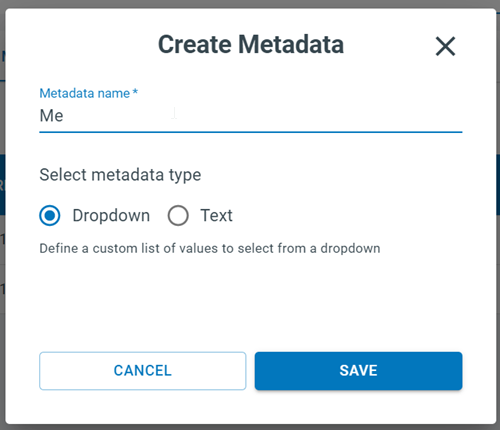 Create Metadata
Metadata name *
Me
Select metadata type
Dropdown Text
Define a custom list of values to select from a dropdown
CANCEL SAVE